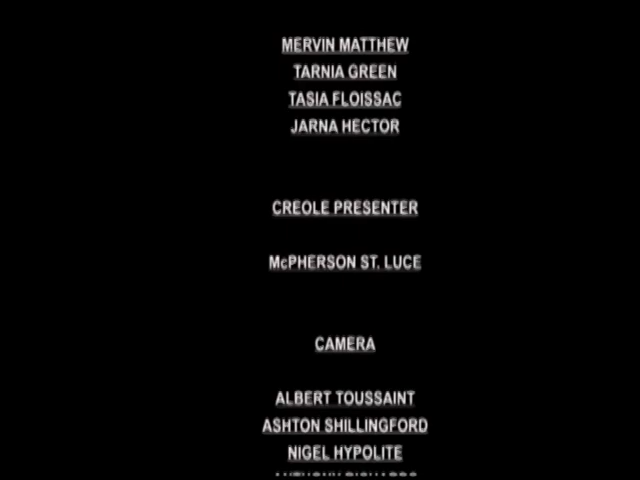 MERVIN MATTHEW
TARNIA GREEN
TASIA FLOISSAC
JARNA HECTOR
CREOLE PRESENTER
McPHERSON ST. LUCE
CAMERA
ALBERT TOUSSAINT
ASHTON SHILLINGFORD
NIGEL HYPOLITE